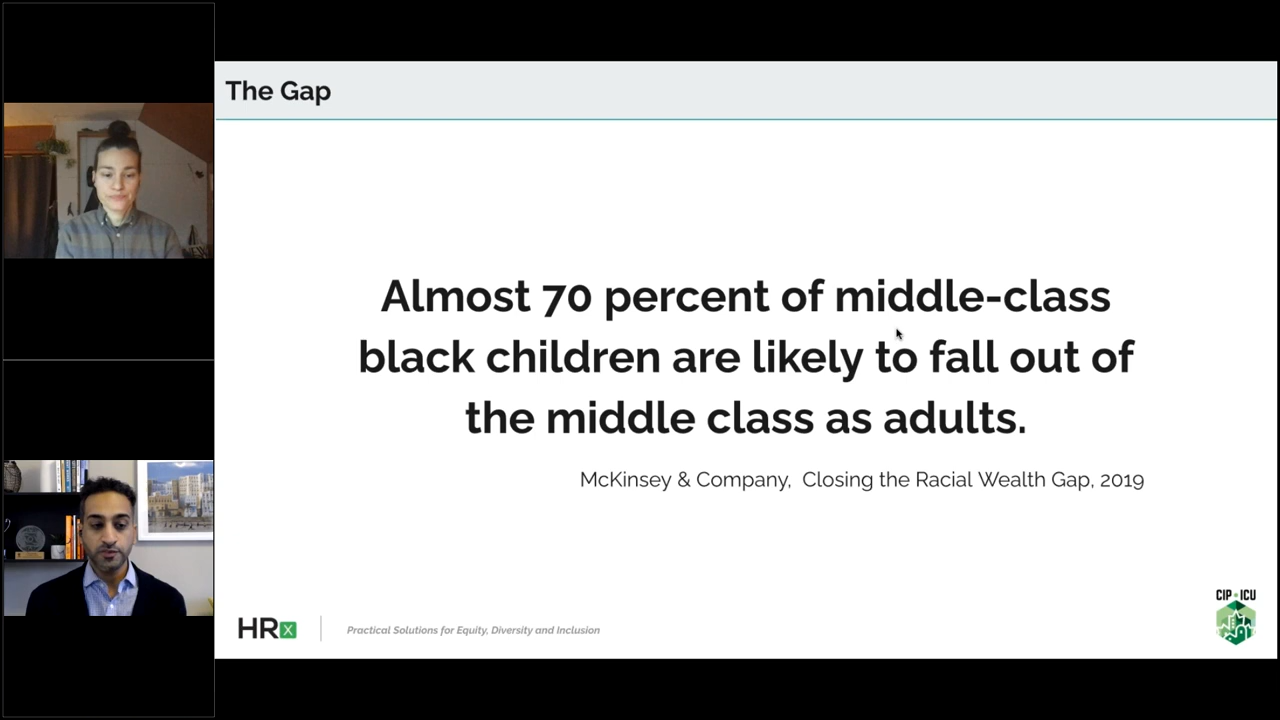 The Gap
Almost 70 percent of middle-class
black children are likely to fall out of
the middle class as adults.
McKinsey & Company, Closing the Racial Wealth Gap, 2019
HRx
Practical Solutions for Equity, Diversity and Inclusion
CIP ICU